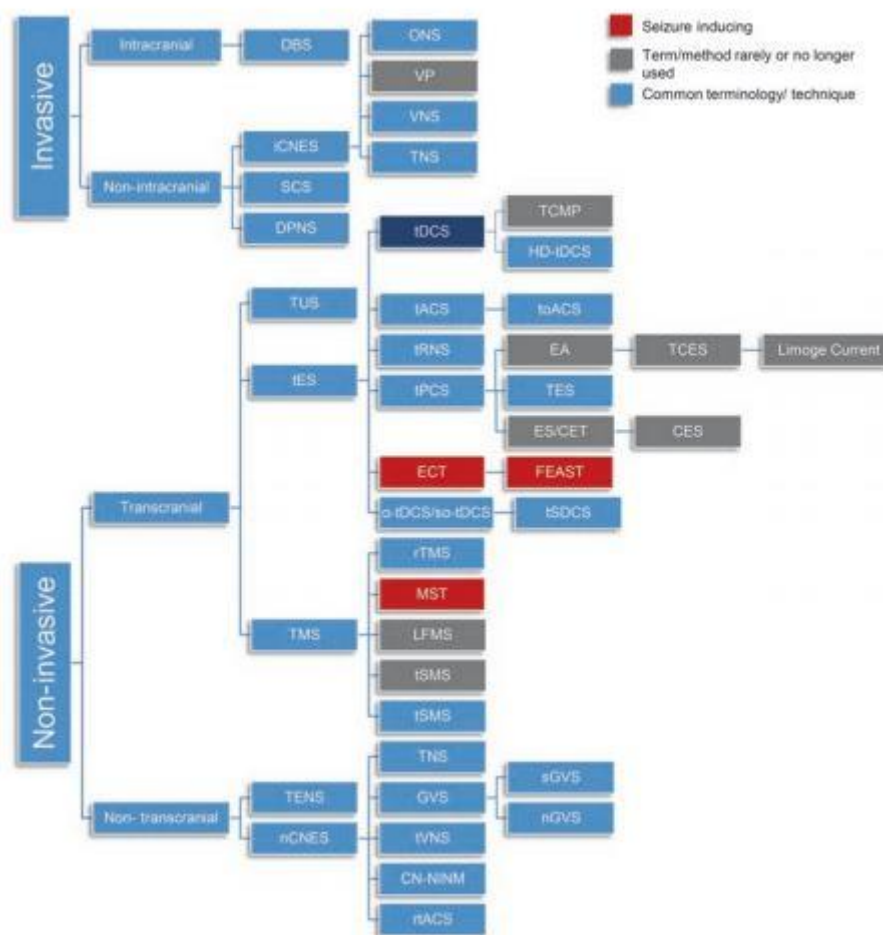 Invasive
Intracranial
DBS
Non-intracranial
iCNES
SCS
DPNS
ONS
VP
VNS
TNS
Seizure inducing
Term/method rarely or no longer
used
Common terminology/ technique
Non-invasive
Transcranial
TUS
tES
tDCS
TCMP
HD-tDCS
tACS
toACS
tRNS
tPCS
EA
TCES
Limoge Current
TES
ES/CET
CES
ECT
FEAST
o-tDCS/so-tDCS
tSDCS
TMS
rTMS
MST
LFMS
tSMS
tSMS
Non- transcranial
TENS
nCNES
TNS
GVS
sGVS
nGVS
tVNS
CN-NINM
rtACS